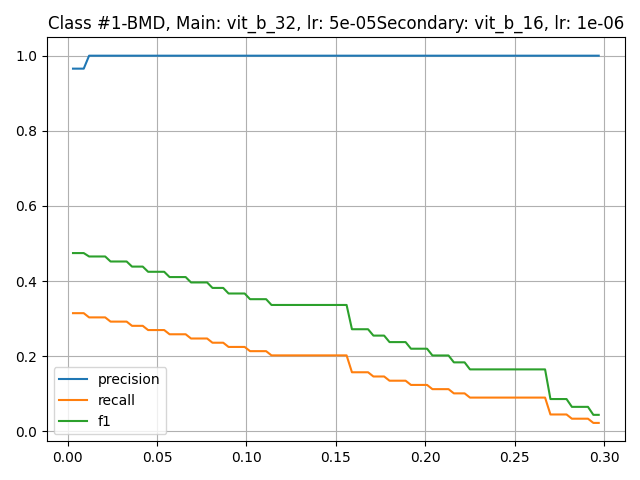 Class #1-BMD, Main: vit_b_32, lr: 5e-05Secondary: vit_b_16, lr: 1e-06
1.0
0.8
0.6
0.4
0.2
0.0
precision
recall
f1
0.00 0.05 0.10 0.15 0.20 0.25 0.30